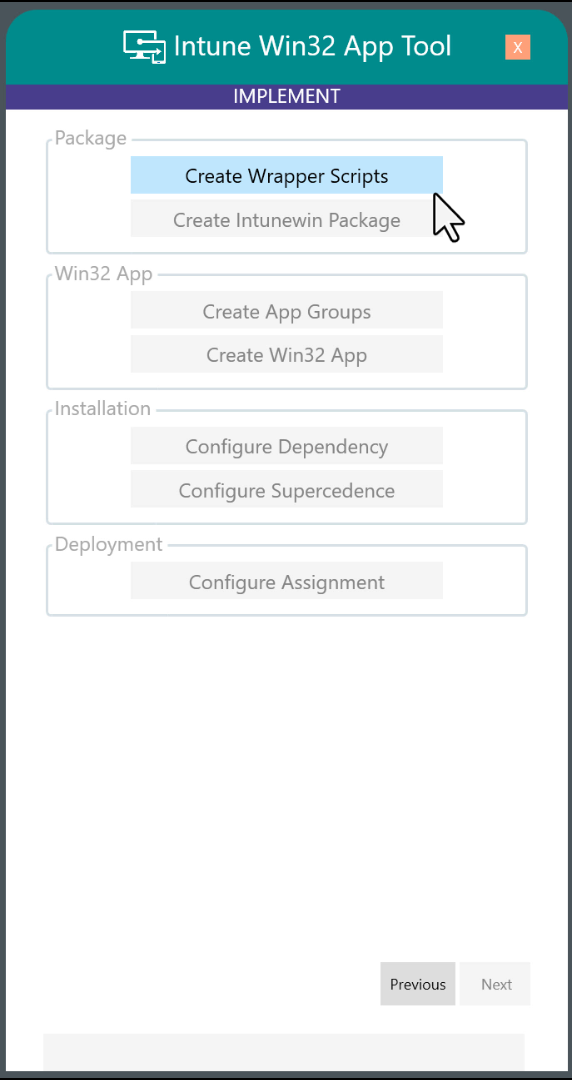 Intune Win32 App Tool
X
IMPLEMENT
Package
Create Wrapper Scripts
Create Intunewin Package
Win32 App
Create App Groups
Create Win32 App
Installation
Configure Dependency
Configure Supercedence
Deployment
Configure Assignment
Previous
Next